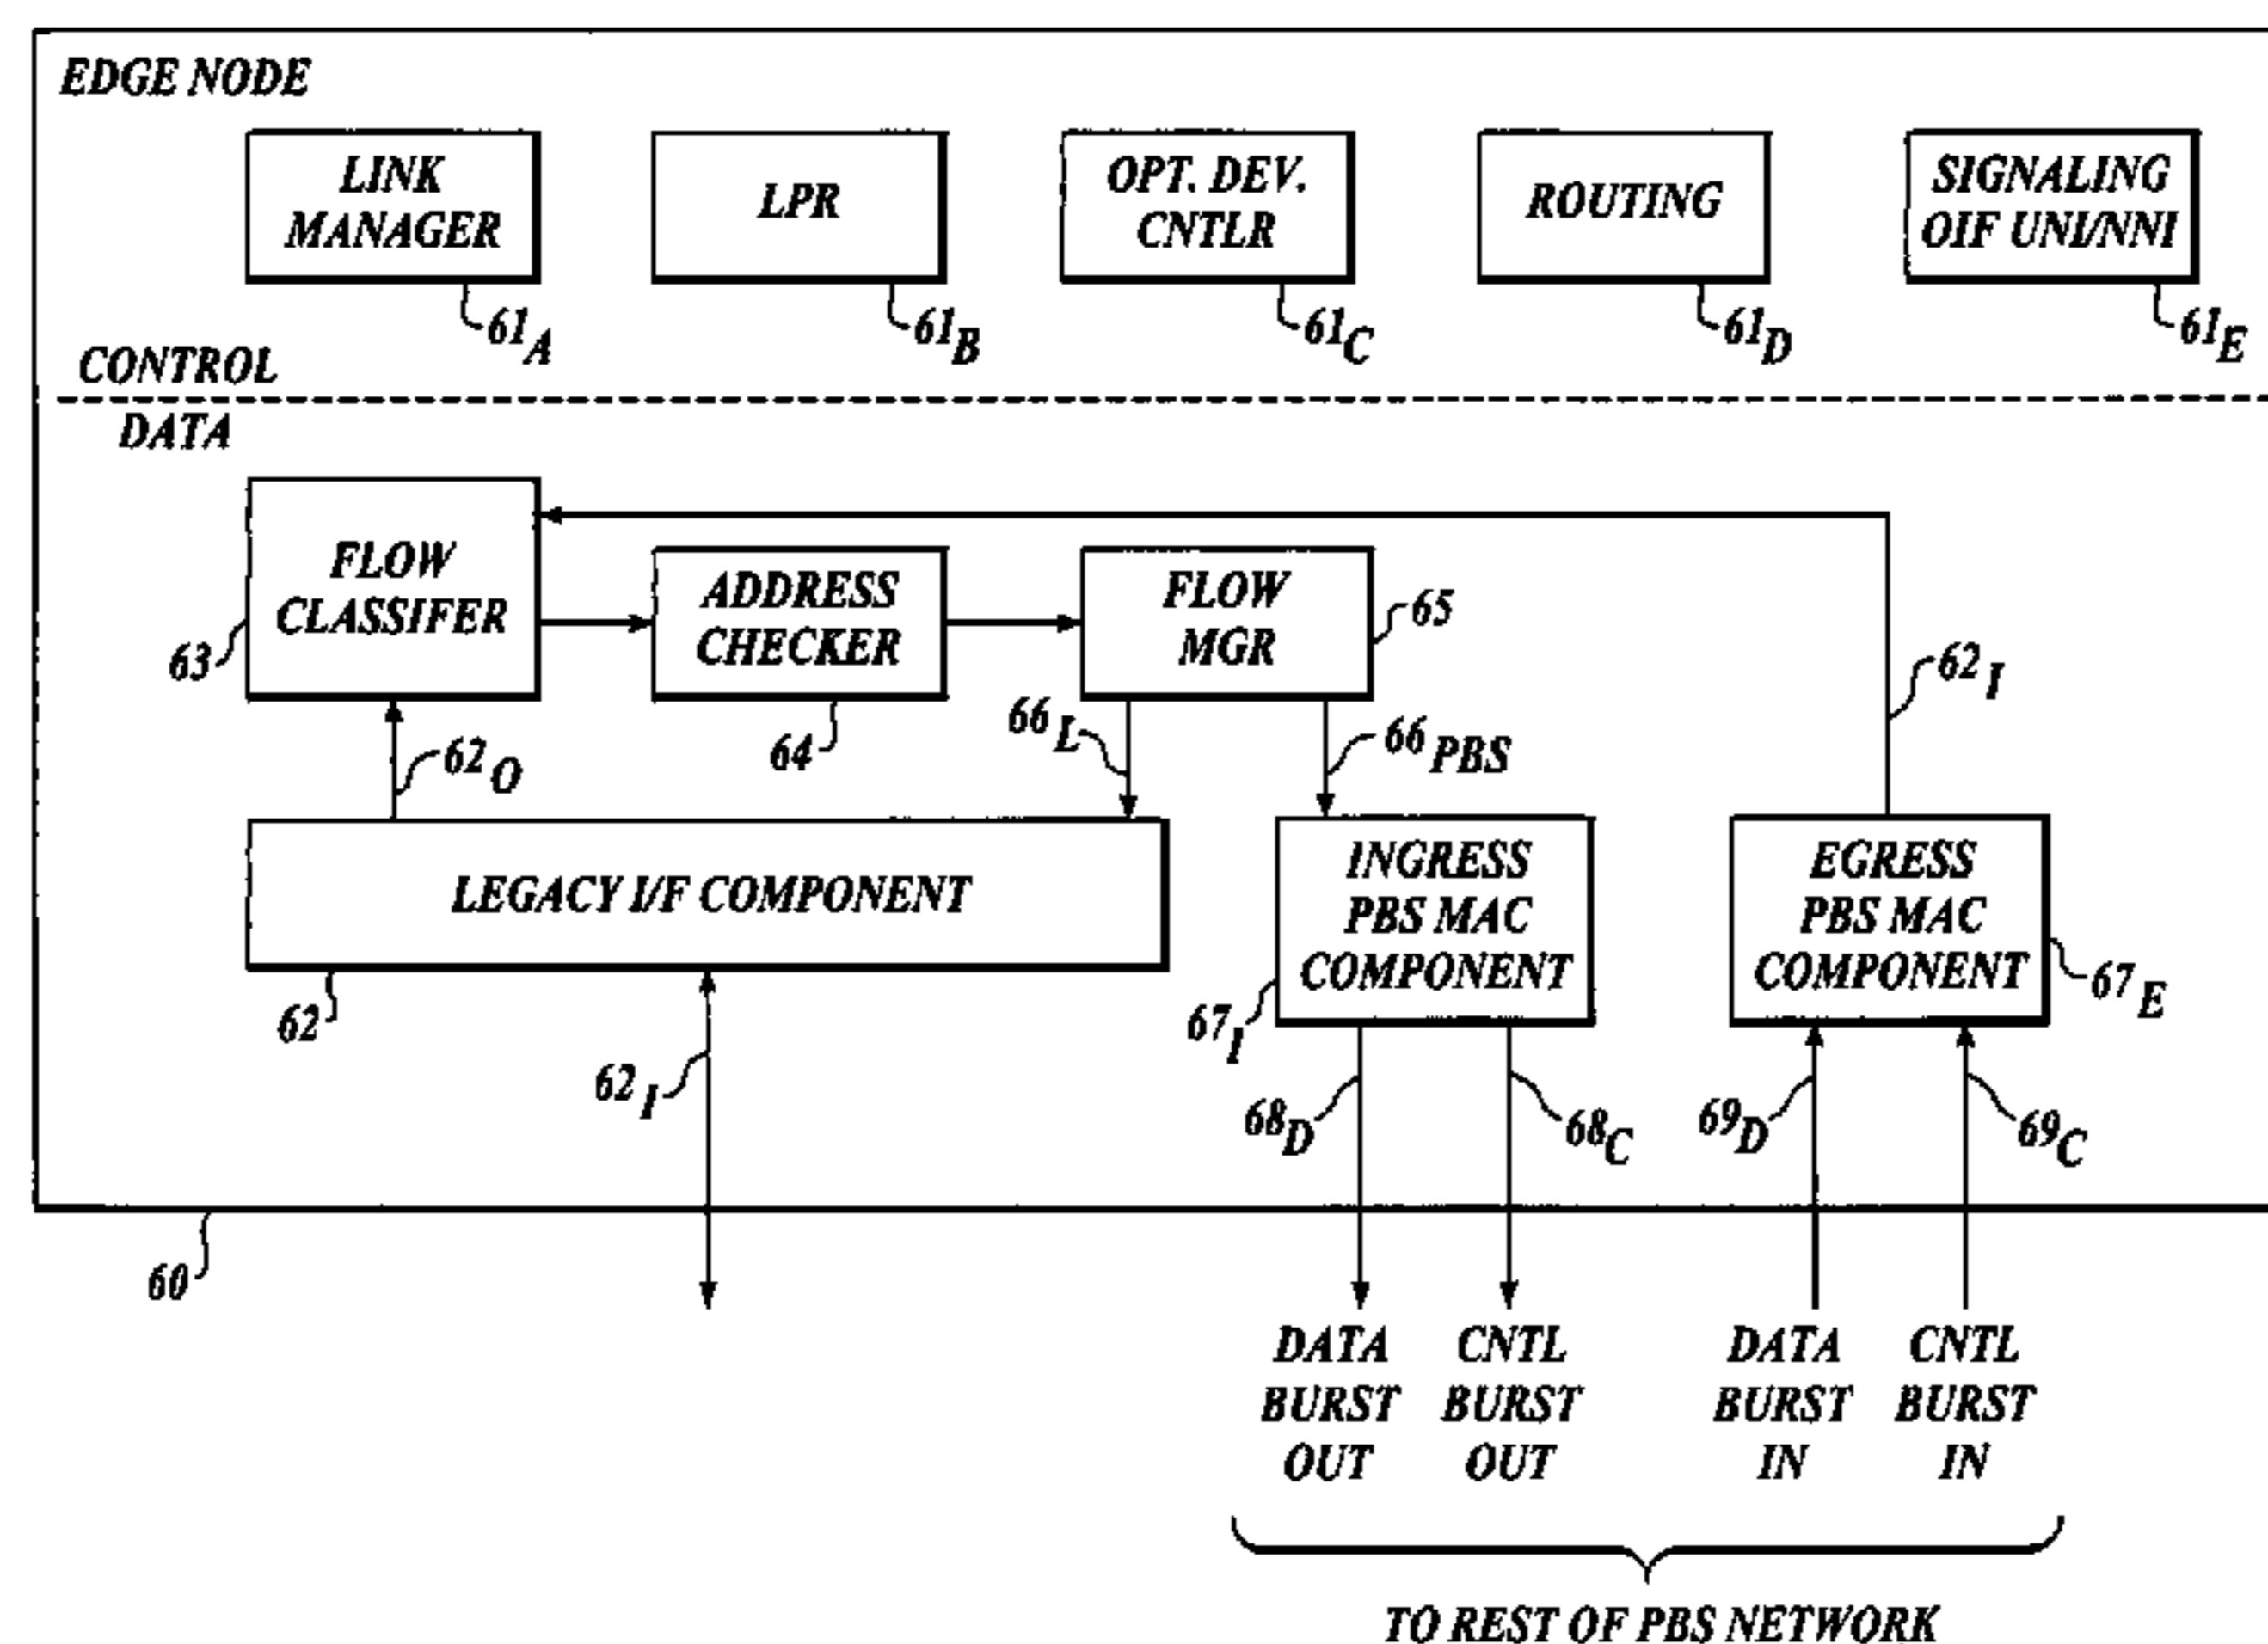 EDGE NODE
LINK
MANAGER
LPR
OPT. DEV.
CNTLR
ROUTING
SIGNALING
OIF UNI/NNI
61A
61B
61C
61D
61E
CONTROL
DATA
FLOW
CLASSIFER
ADDRESS
CHECKER
FLOW
MGR
63
64
65
62I
62O
66L
66PBS
LEGACY I/F COMPONENT
INGRESS
PBS MAC
COMPONENT
EGRESS
PBS MAC
COMPONENT
62
62I
67I
67E
68D
68C
69D
69C
60
DATA
BURST
OUT
CNTL
BURST
OUT
DATA
BURST
IN
CNTL
BURST
IN
TO REST OF PBS NETWORK